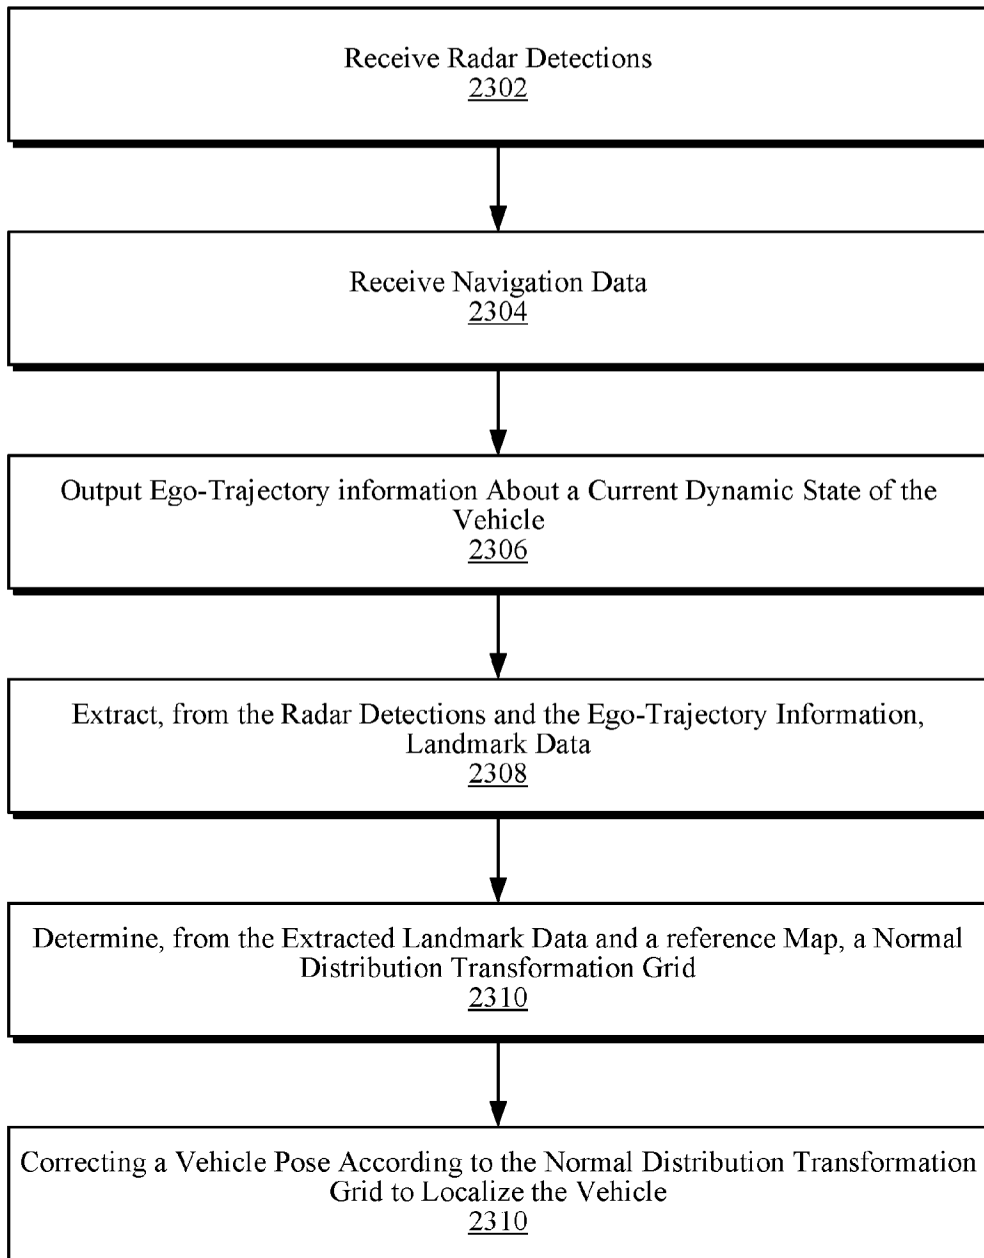 Receive Radar Detections
2302
Receive Navigation Data
2304
Output Ego-Trajectory information About a Current Dynamic State of the
Vehicle
2306
Extract, from the Radar Detections and the Ego-Trajectory Information,
Landmark Data
2308
Determine, from the Extracted Landmark Data and a reference Map, a Normal
Distribution Transformation Grid
2310
Correcting a Vehicle Pose According to the Normal Distribution Transformation
Grid to Localize the Vehicle
2310